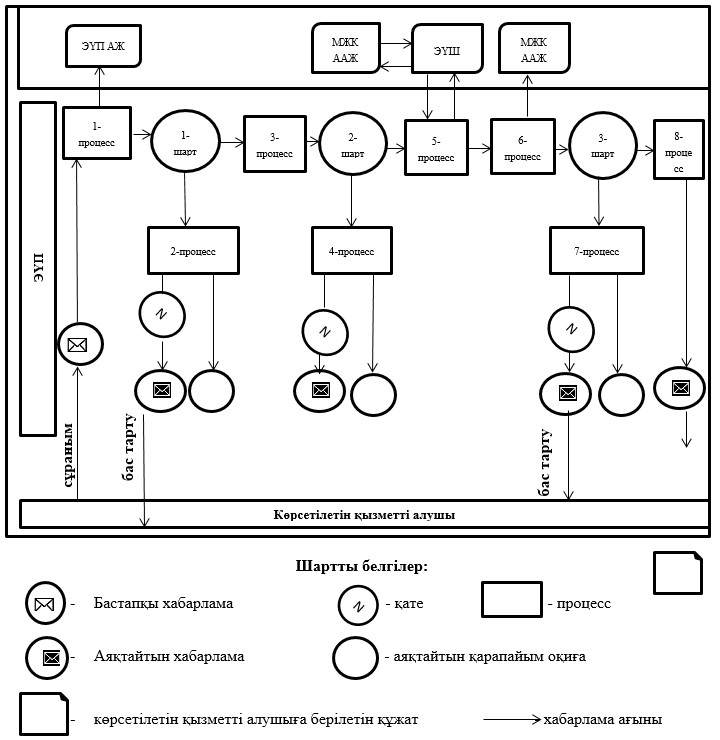 ЭҮП АЖ
МЖК
ААЖ
ЭҮШ
МЖК
ААЖ
ЭҮП
1-
процесс
1-
шарт
3-
процесс
2-
шарт
5-
процесс
6-
процесс
3-
шарт
8-
проце
сс
2-процесс
4-процесс
7-процесс
сұраным
бас тарту
бас тарту
Көрсетілетін қызметті алушы
Шартты белгілер:
- Бастапқы хабарлама
- қате
- процесс
- Аяқтайтын хабарлама
- аяқтайтын қарапайым оқиға
- көрсетілетін қызметті алушыға берілетін құжат
хабарлама ағыны